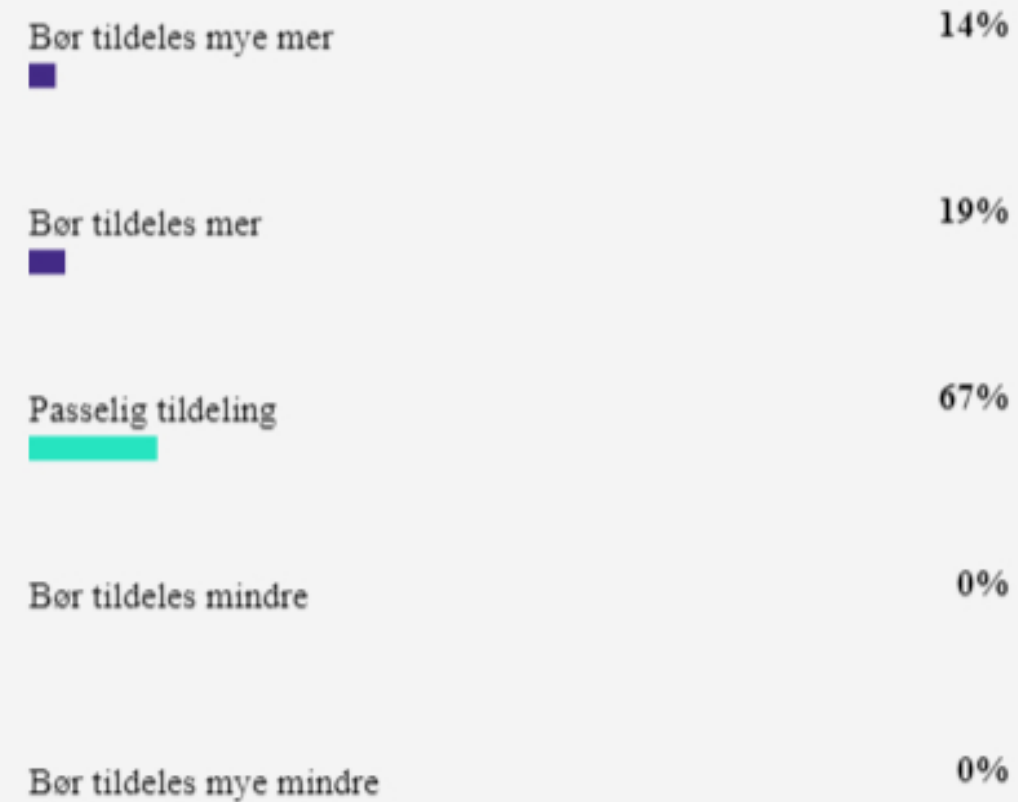 Bør tildeles mye mer 14%
Bør tildeles mer 19%
Passelig tildeling 67%
Bør tildeles mindre 0%
Bør tildeles mye mindre 0%